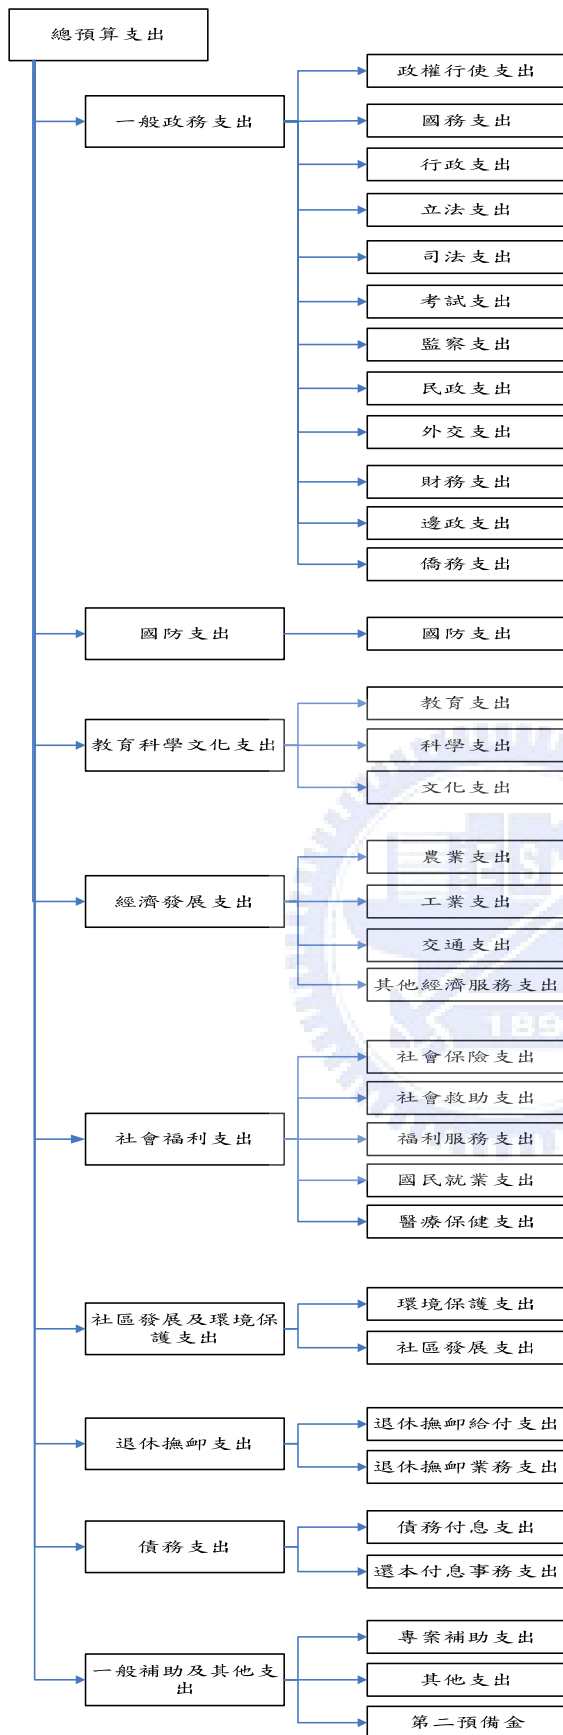 總預算支出
一般政務支出
政權行使支出
國務支出
行政支出
立法支出
司法支出
考試支出
監察支出
民政支出
外交支出
財務支出
邊政支出
僑務支出
國防支出
國防支出
教育科學文化支出
教育支出
科學支出
文化支出
經濟發展支出
農業支出
工業支出
交通支出
其他經濟服務支出
社會福利支出
社會保險支出
社會救助支出
福利服務支出
國民就業支出
醫療保健支出
社區發展及環境保
護支出
環境保護支出
社區發展支出
退休撫卹支出
退休撫卹給付支出
退休撫卹業務支出
債務支出
債務付息支出
還本付息事務支出
一般補助及其他支
出
專案補助支出
其他支出
第二預備金